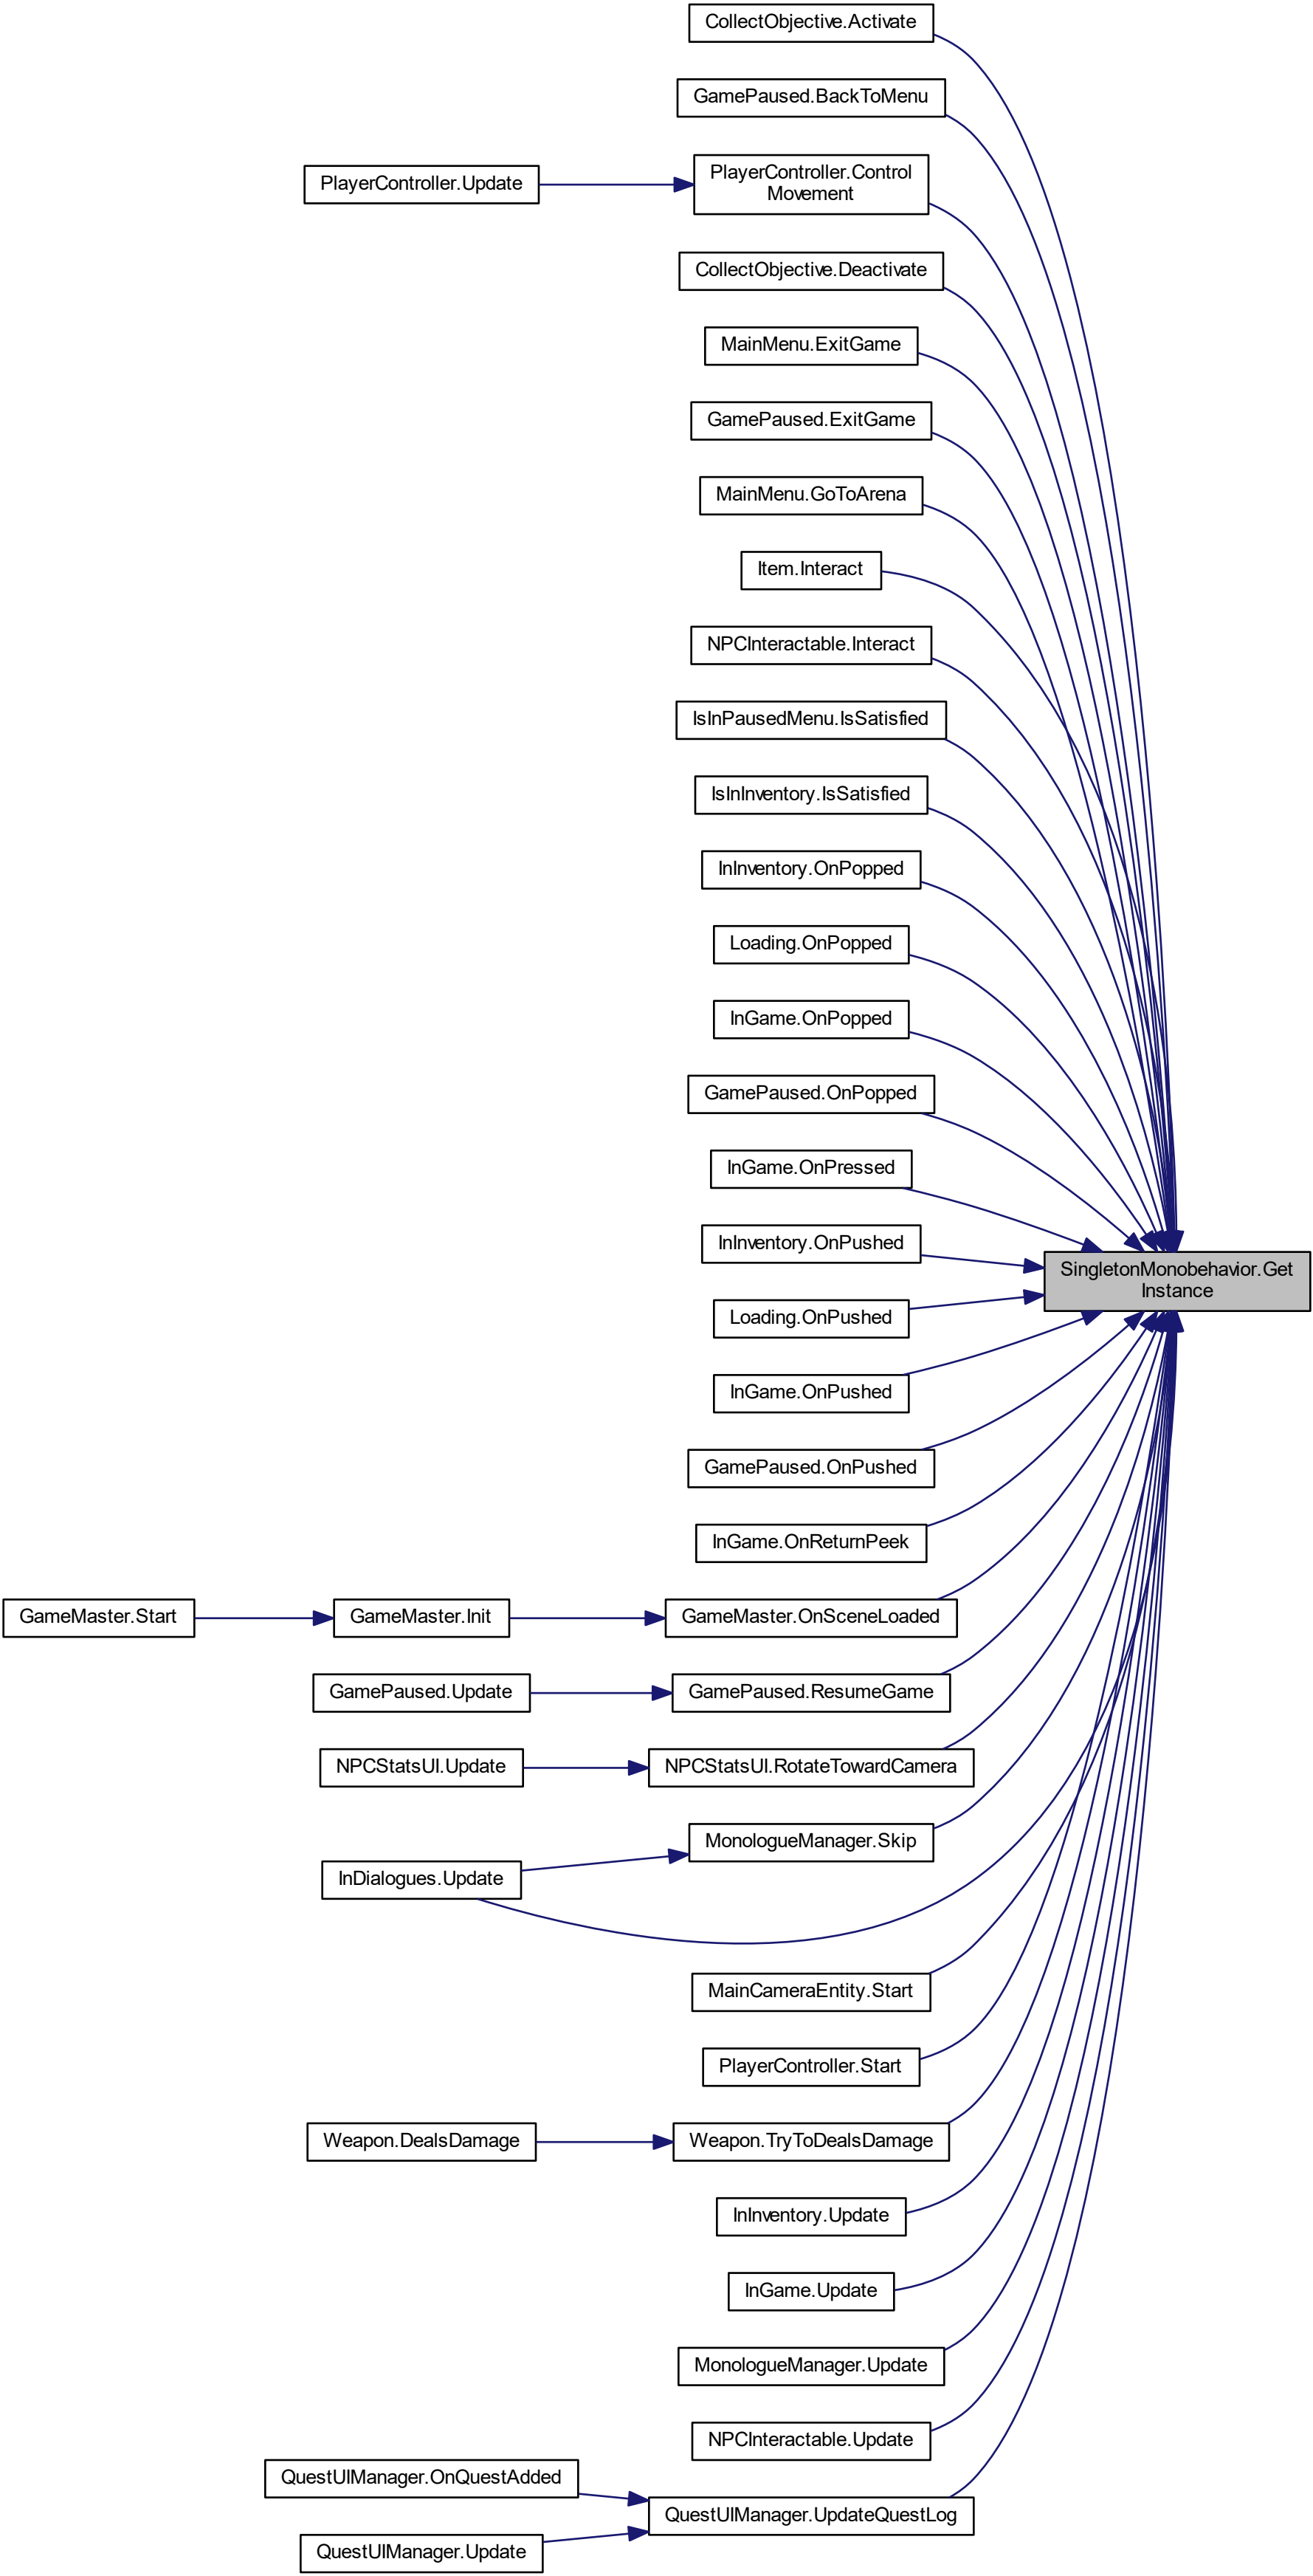 CollectObjective.Activate
GamePaused.BackToMenu
PlayerController.Update
PlayerController.Control
Movement
CollectObjective.Deactivate
MainMenu.ExitGame
GamePaused.ExitGame
MainMenu.GoToArena
Item.Interact
NPCInteractable.Interact
IsInPausedMenu.IsSatisfied
IsInInventory.IsSatisfied
InInventory.OnPopped
Loading.OnPopped
InGame.OnPopped
GamePaused.OnPopped
InGame.OnPressed
InInventory.OnPushed
SingletonMonobehavior.Get
Instance
Loading.OnPushed
InGame.OnPushed
GamePaused.OnPushed
InGame.OnReturnPeek
GameMaster.Start
GameMaster.Init
GameMaster.OnSceneLoaded
GamePaused.Update
GamePaused.ResumeGame
NPCStatsUI.Update
NPCStatsUI.RotateTowardCamera
MonologueManager.Skip
InDialogues.Update
MainCameraEntity.Start
PlayerController.Start
Weapon.DealsDamage
Weapon.TryToDealsDamage
InInventory.Update
InGame.Update
MonologueManager.Update
NPCInteractable.Update
QuestUIManager.OnQuestAdded
QuestUIManager.UpdateQuestLog
QuestUIManager.Update